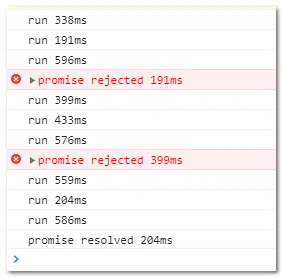 run 338ms
run 191ms
run 596ms
promise rejected 191ms
run 399ms
run 433ms
run 576ms
promise rejected 399ms
run 559ms
run 204ms
run 586ms
promise resolved 204ms